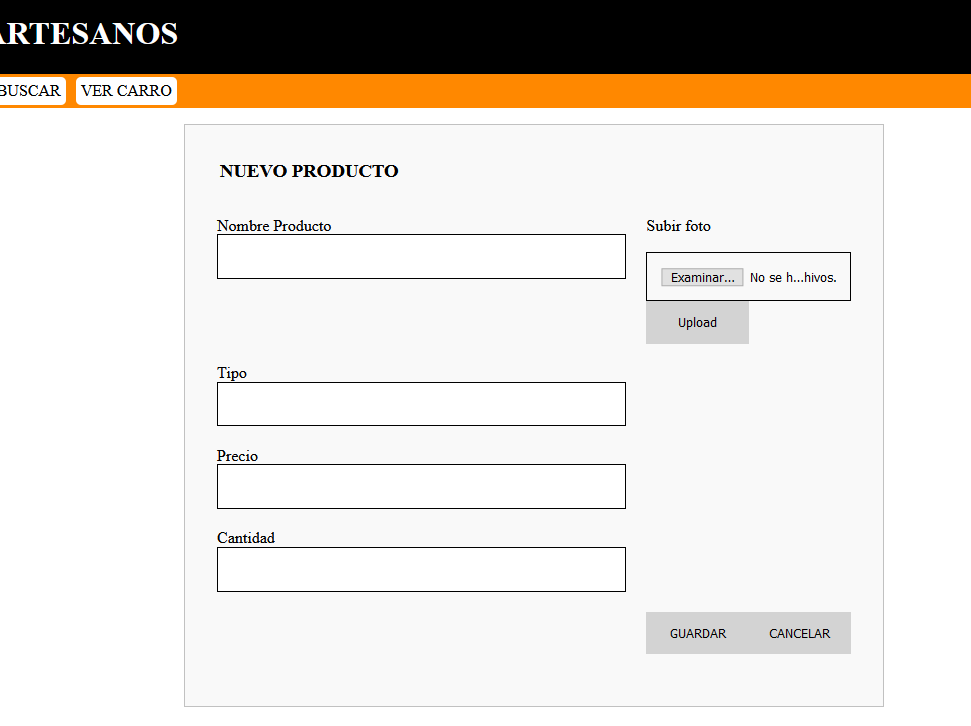 ARTESANOS
BUSCAR VER CARRO
NUEVO PRODUCTO
Nombre Producto
Subir foto
Examinar... No se h...hivos.
Upload
Tipo
Precio
Cantidad
GUARDAR CANCELAR